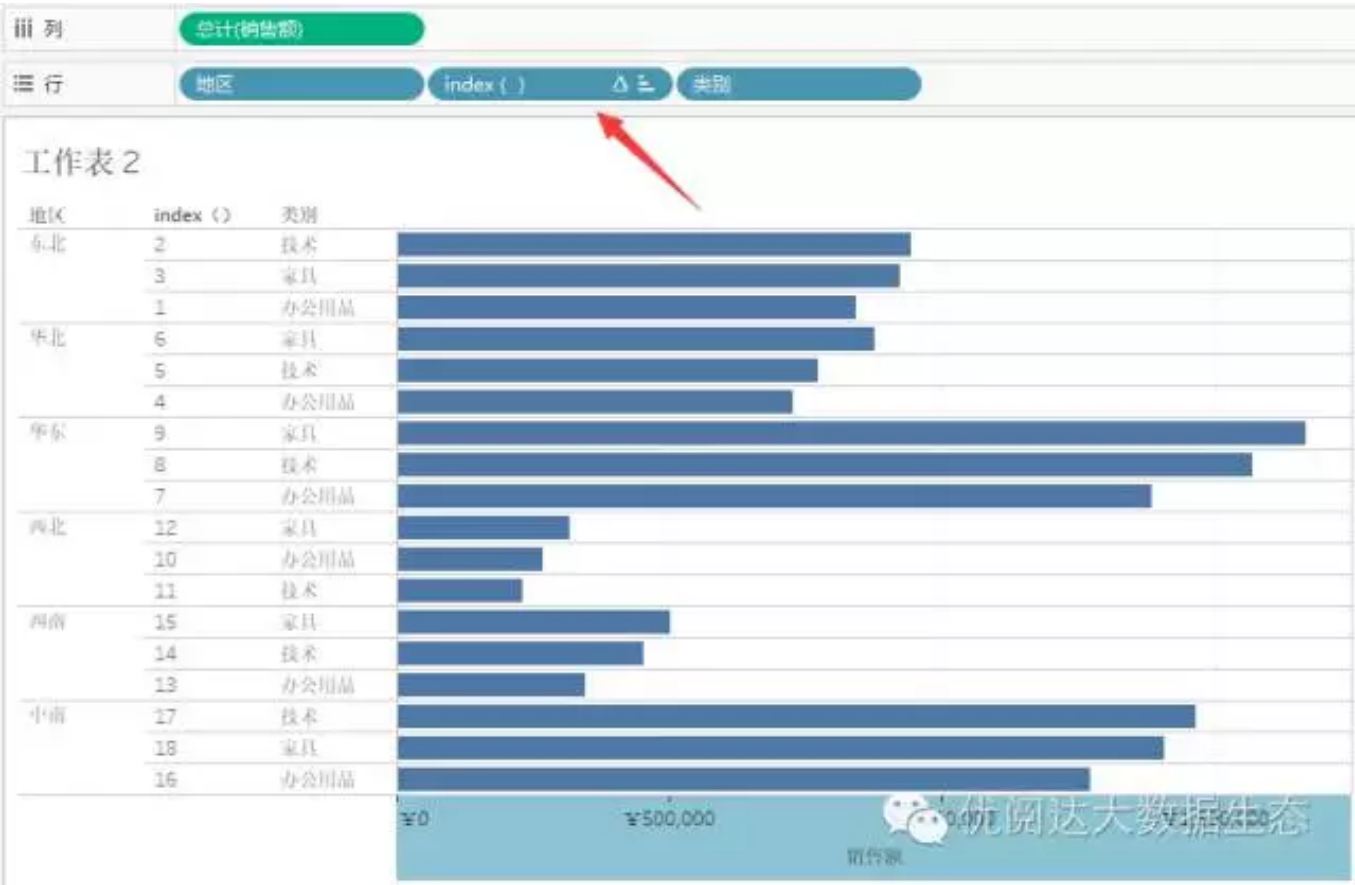 列 总计(销售额)
行 地区 index ( ) 类别
工作表 2
地区 index () 类别
东北 2 技术
3 家具
1 办公用品
华北 6 家具
5 技术
4 办公用品
华东 9 家具
8 技术
7 办公用品
西北 12 家具
10 办公用品
11 技术
西南 15 家具
14 技术
13 办公用品
中南 17 技术
18 家具
16 办公用品
¥0 ¥500,000
优阅达大数据生态
销售额